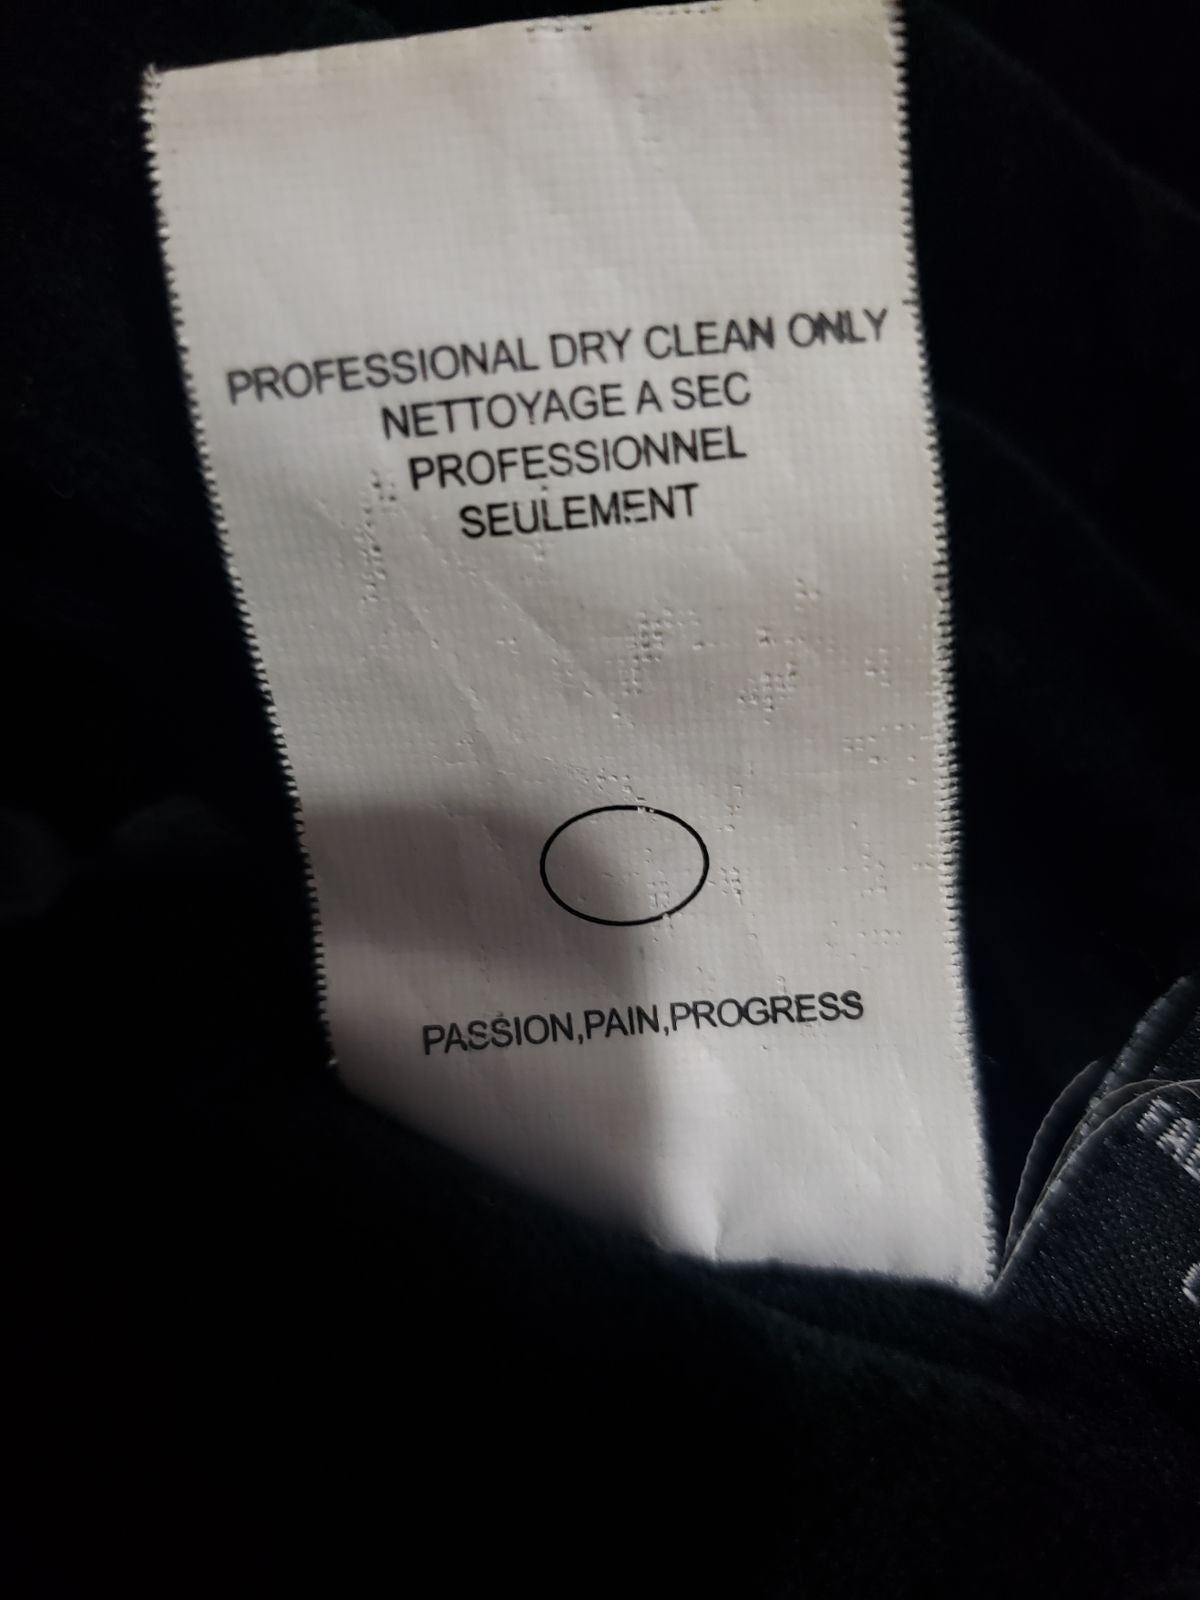 PROFESSIONAL DRY CLEAN ONLY
NETTOYAGE A SEC
PROFESSIONNEL
SEULEMENT
PASSION,PAIN,PROGRESS